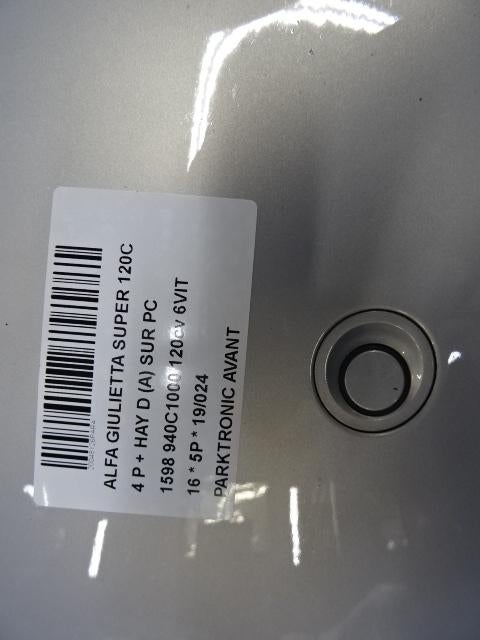 ALFA GIULIETTA SUPER 120C
4 P + HAY D (A) SUR PC
1598 940C1000 120cv 6VIT
16 * 5P * 19/024
PARKTRONIC AVANT